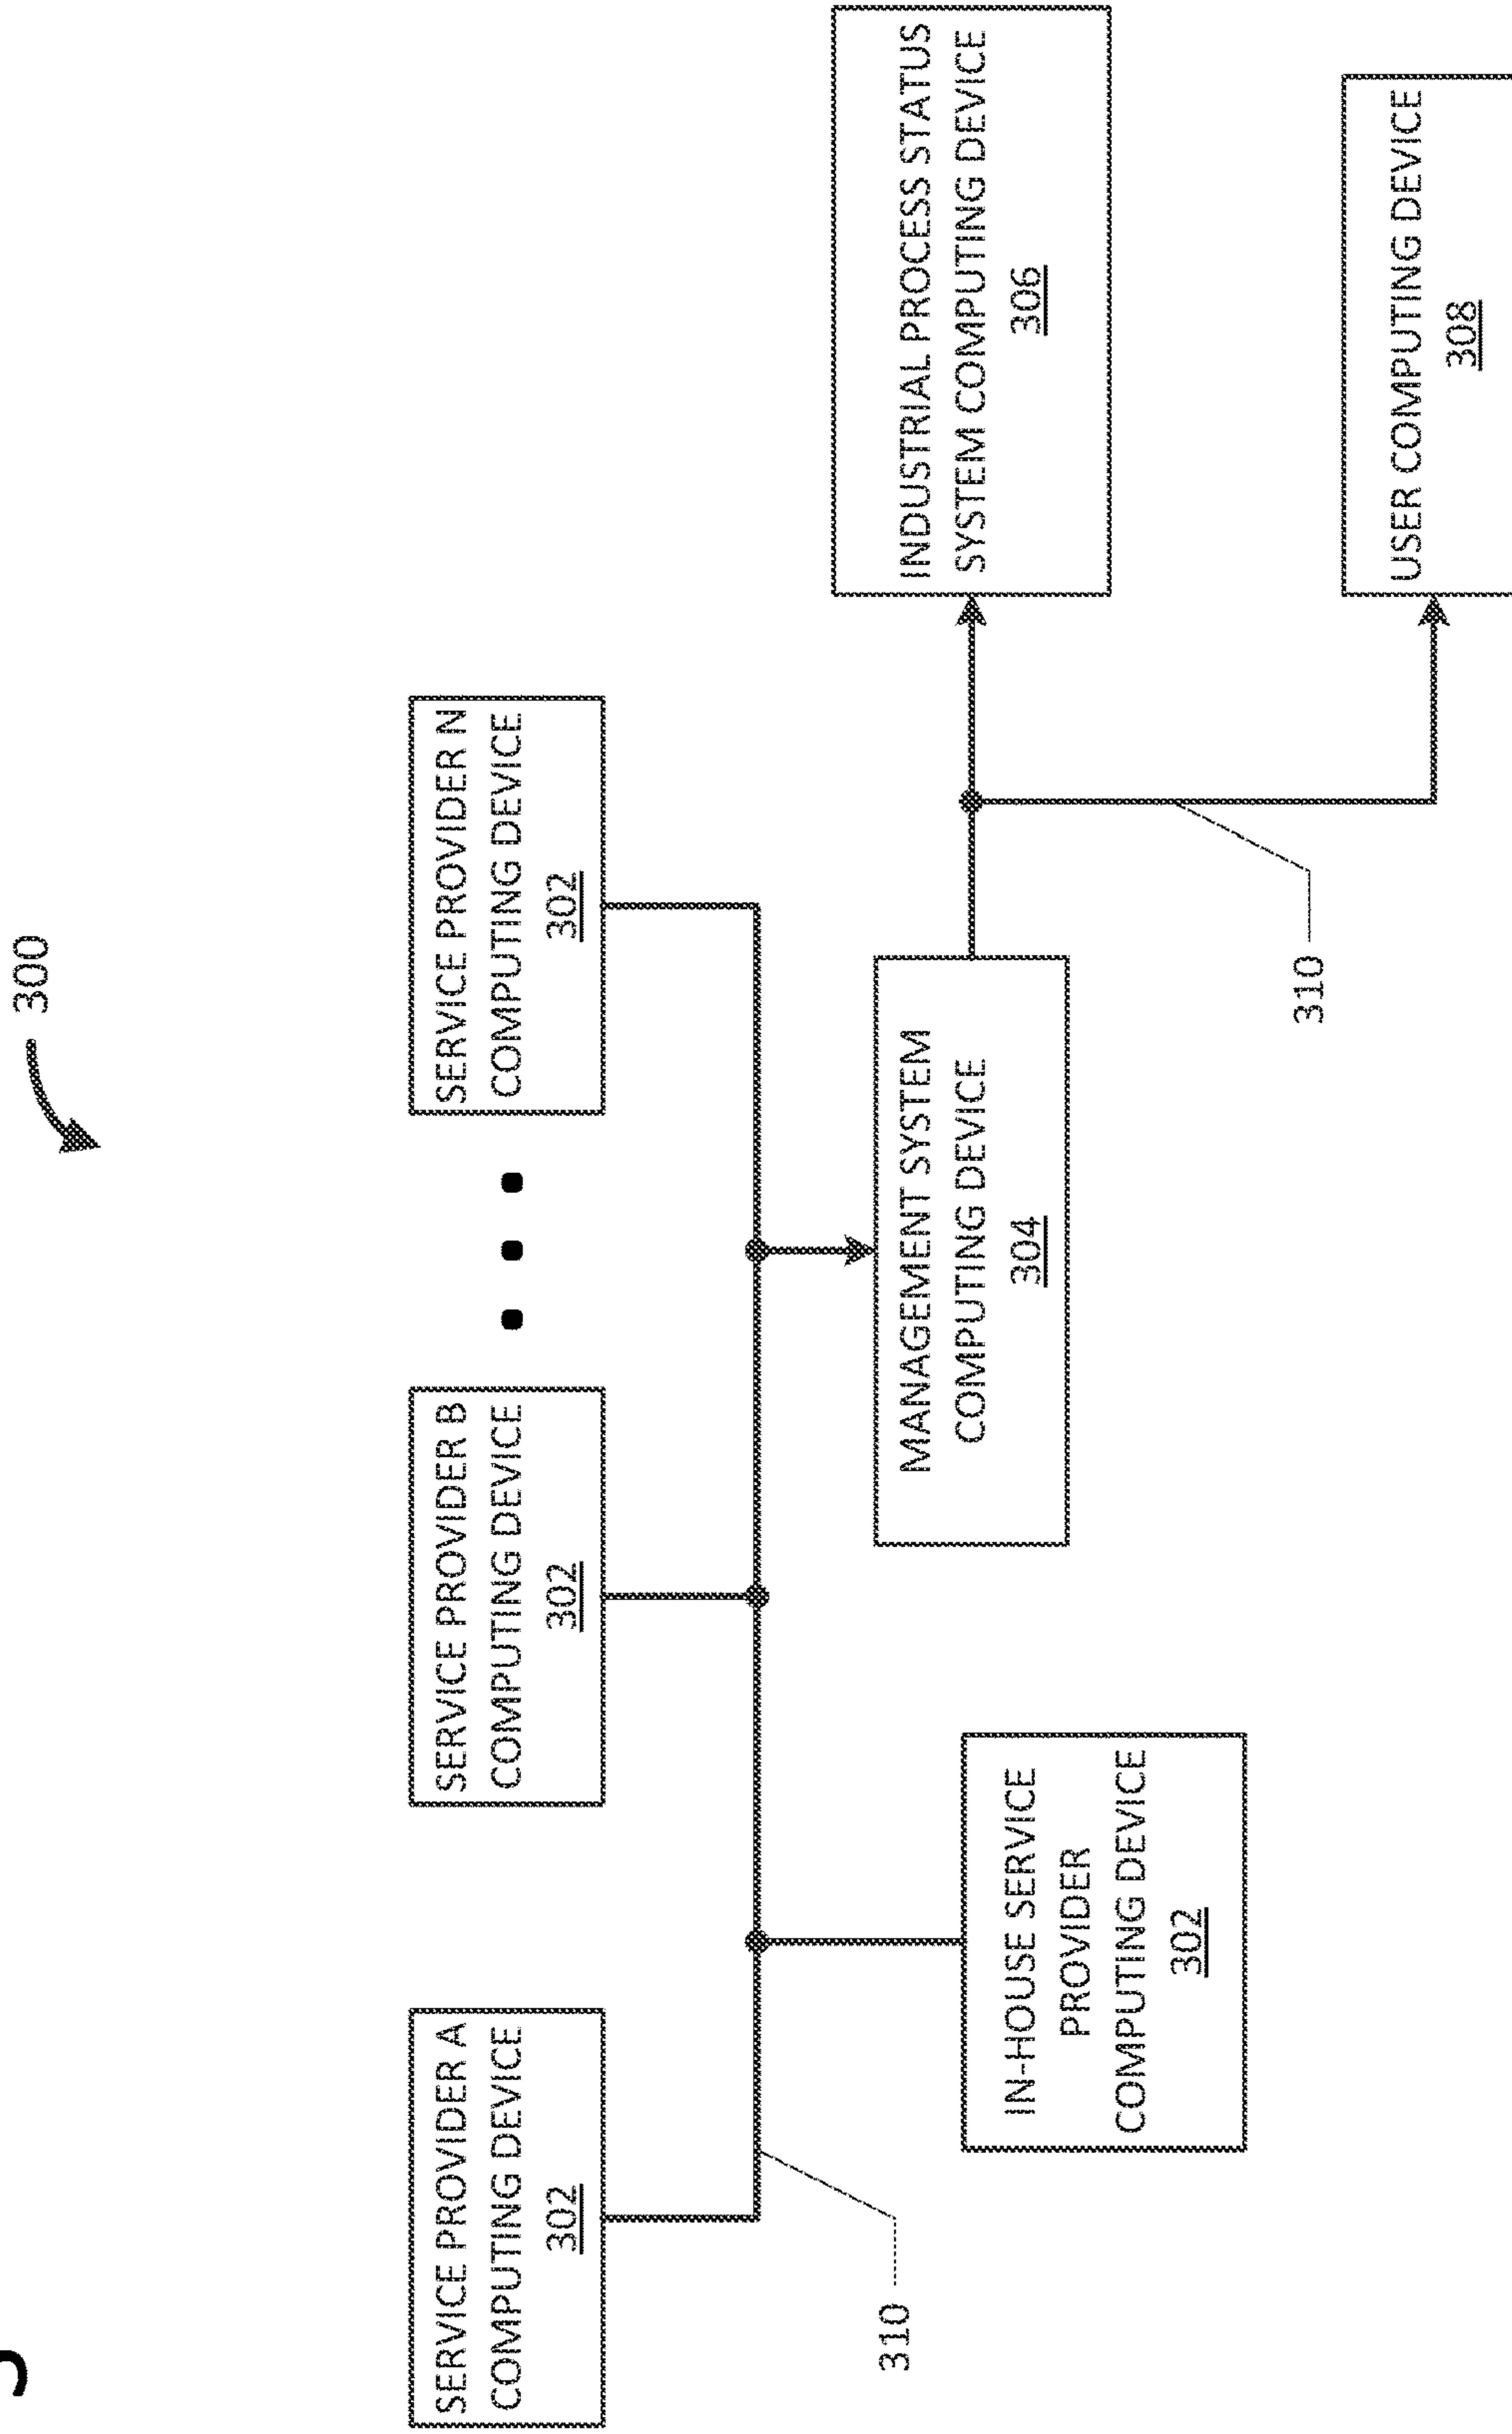 300
SERVICE PROVIDER A
COMPUTING DEVICE
302
SERVICE PROVIDER B
COMPUTING DEVICE
302
SERVICE PROVIDER N
COMPUTING DEVICE
302
310
IN-HOUSE SERVICE
PROVIDER
COMPUTING DEVICE
302
MANAGEMENT SYSTEM
COMPUTING DEVICE
304
INDUSTRIAL PROCESS STATUS
SYSTEM COMPUTING DEVICE
306
310
USER COMPUTING DEVICE
308